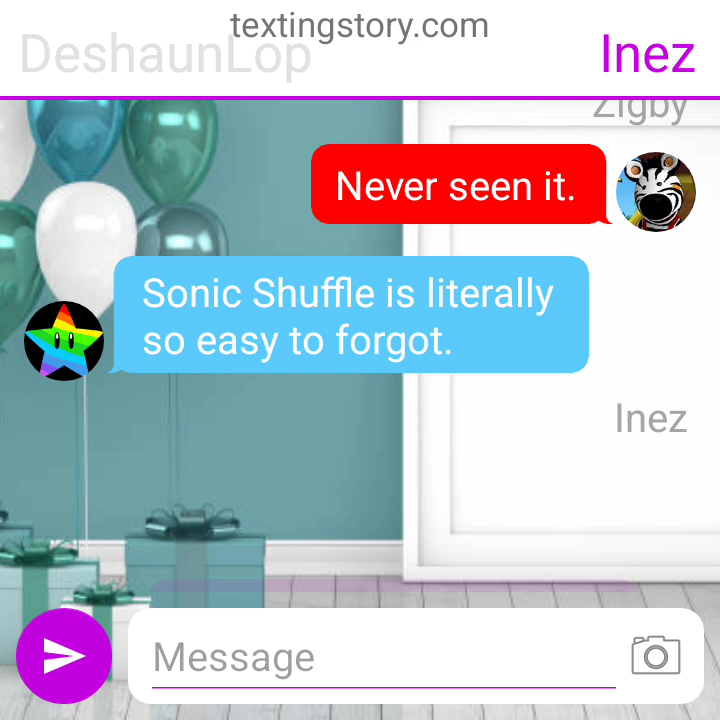 textingstory.com
DeshaunLop
Inez
Zigby
Never seen it.
Sonic Shuffle is literally
so easy to forgot.
Inez
Message